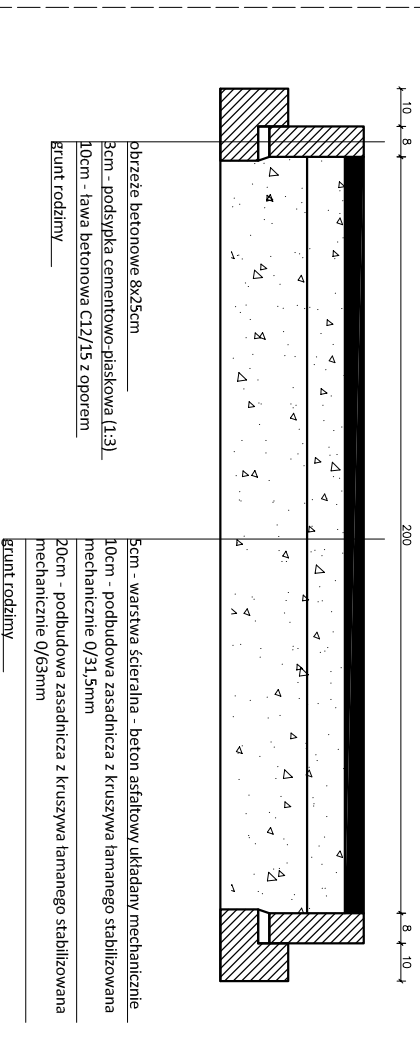 10
8
200
8
10
obrzeże betonowe 8x25cm
3cm - podsypka cementowo-piaskowa (1:3)
10cm - ława betonowa C12/15 z oporem
grunt rodzimy
5cm - warstwa ścieralna - beton asfaltowy układany mechanicznie
10cm - podbudowa zasadnicza z kruszywa łamanego stabilizowana
mechanicznie 0/31,5mm
20cm - podbudowa zasadnicza z kruszywa łamanego stabilizowana
mechanicznie 0/63mm
grunt rodzimy